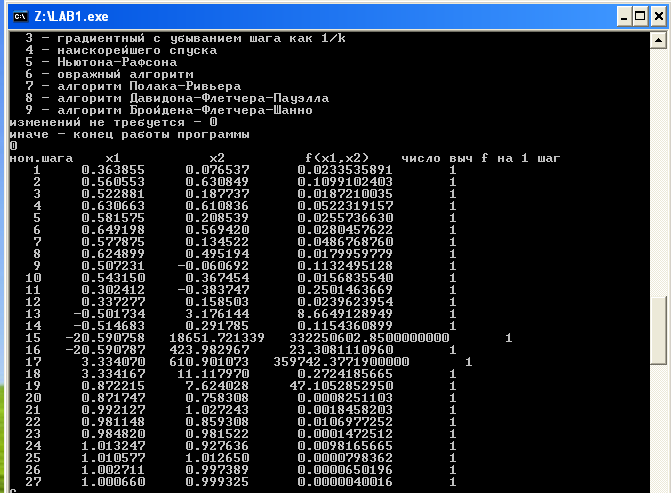 Z:\LAB1.exe
3 - градиентный с убыванием шага как 1/k
4 - наискорейшего спуска
5 - Ньютона-Рафсона
6 - овражный алгоритм
7 - алгоритм Полака-Ривьера
8 - алгоритм Давидона-Флетчера-Пауэлла
9 - алгоритм Бройдена-Флетчера-Шанно
изменений не требуется - 0
иначе - конец работы программы
0
ном.шага x1 x2 f(x1,x2) число выч f на 1 шаг
1 0.363855 0.076537 0.0233535891 1
2 0.560553 0.630849 0.1099102403 1
3 0.522881 0.187737 0.0187210035 1
4 0.630663 0.610836 0.0522319157 1
5 0.581575 0.208539 0.0255736630 1
6 0.649198 0.569420 0.0280457622 1
7 0.577875 0.134522 0.0486768760 1
8 0.624899 0.495194 0.0179959779 1
9 0.507231 -0.060692 0.1132495128 1
10 0.543150 0.367454 0.0156835540 1
11 0.302412 -0.383747 0.2501463669 1
12 0.337277 0.158503 0.0239623954 1
13 -0.501734 3.176144 8.6649128949 1
14 -0.514683 0.291785 0.1154360899 1
15 -20.590758 18651.721339 332250602.8500000000 1
16 -20.590787 423.982967 23.3081110960 1
17 3.334070 610.901073 359742.3771900000 1
18 3.334167 11.117970 0.2724185665 1
19 0.872215 7.624028 47.1052852950 1
20 0.871747 0.758308 0.0008251103 1
21 0.992127 1.027243 0.0018458203 1
22 0.981148 0.859308 0.0106977252 1
23 0.984820 0.981522 0.0001472512 1
24 1.013247 0.927636 0.0098165665 1
25 1.010577 1.012650 0.0000798362 1
26 1.002711 0.997389 0.0000650196 1
27 1.000660 0.999325 0.0000040016 1